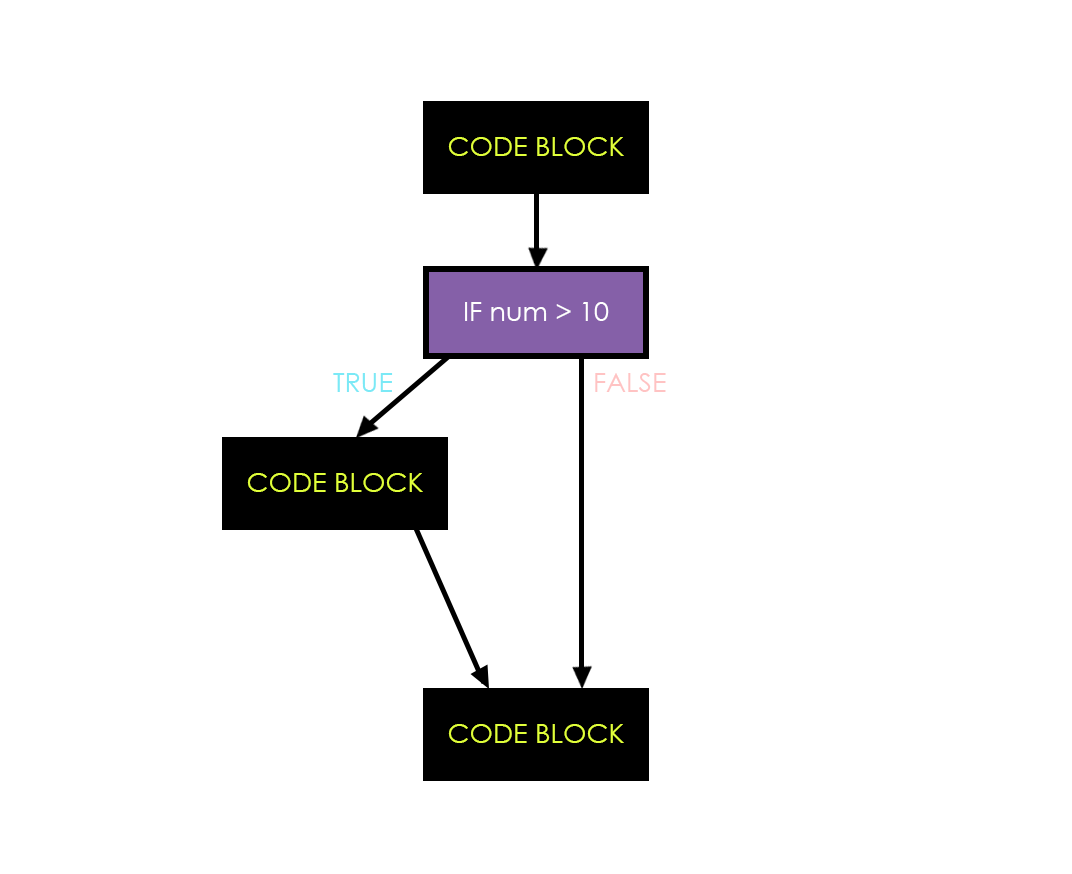 CODE BLOCK
IF num > 10
TRUE
FALSE
CODE BLOCK
CODE BLOCK